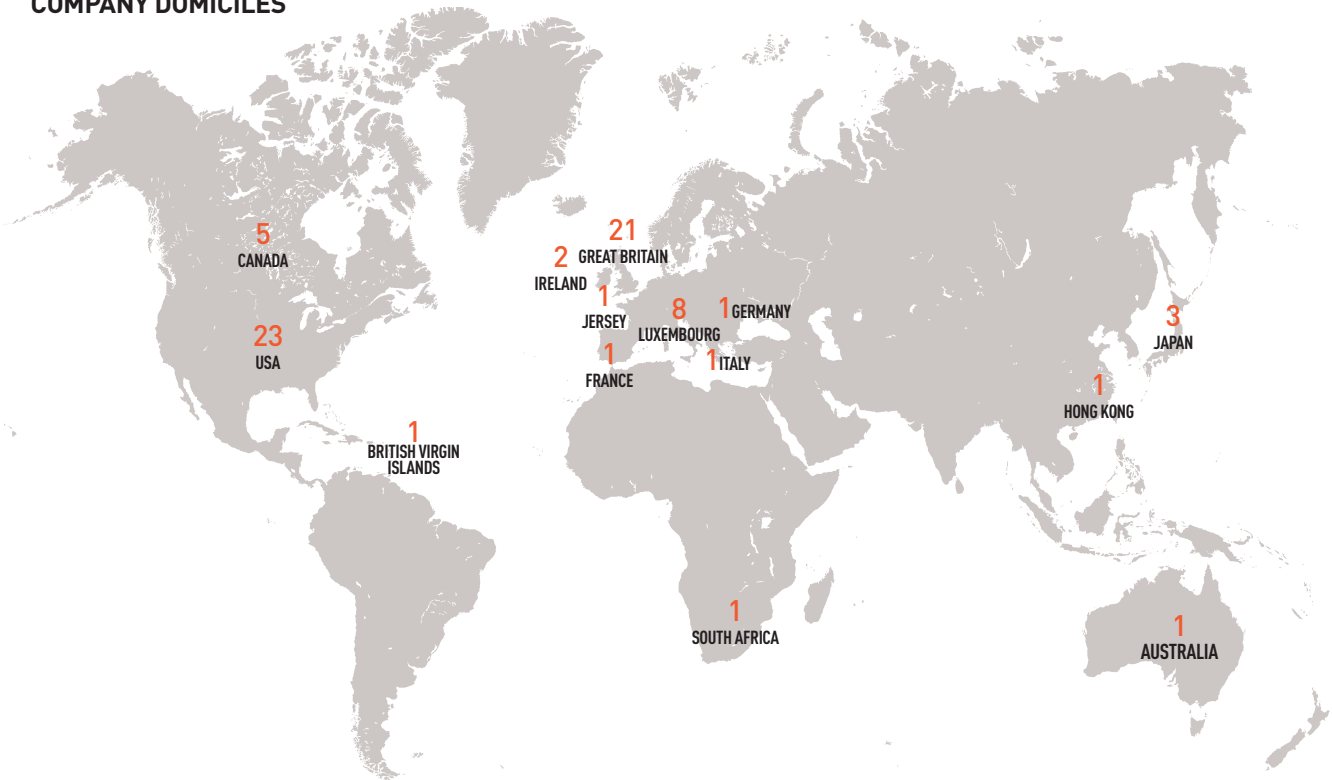 COMPANY DOMICILES
5
CANADA
23
USA
1
BRITISH VIRGIN
ISLANDS
21
GREAT BRITAIN
2
IRELAND
1
JERSEY
8
LUXEMBOURG
1 GERMANY
1 ITALY
1
FRANCE
3
JAPAN
1
HONG KONG
1
SOUTH AFRICA
1
AUSTRALIA